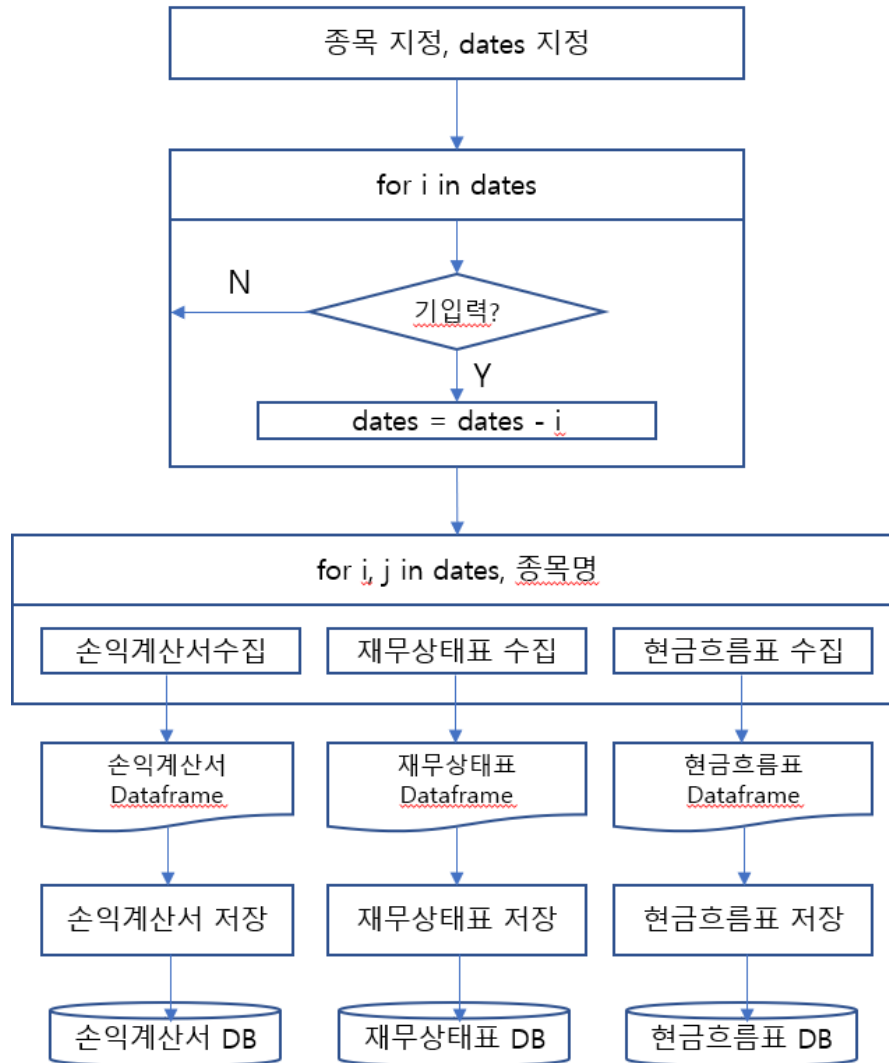 종목 지정, dates 지정
for i in dates
N
기입력?
Y
dates = dates - i
for i, j in dates, 종목명
손익계산서수집
재무상태표 수집
현금흐름표 수집
손익계산서
Dataframe
재무상태표
Dataframe
현금흐름표
Dataframe
손익계산서 저장
재무상태표 저장
현금흐름표 저장
손익계산서 DB
재무상태표 DB
현금흐름표 DB